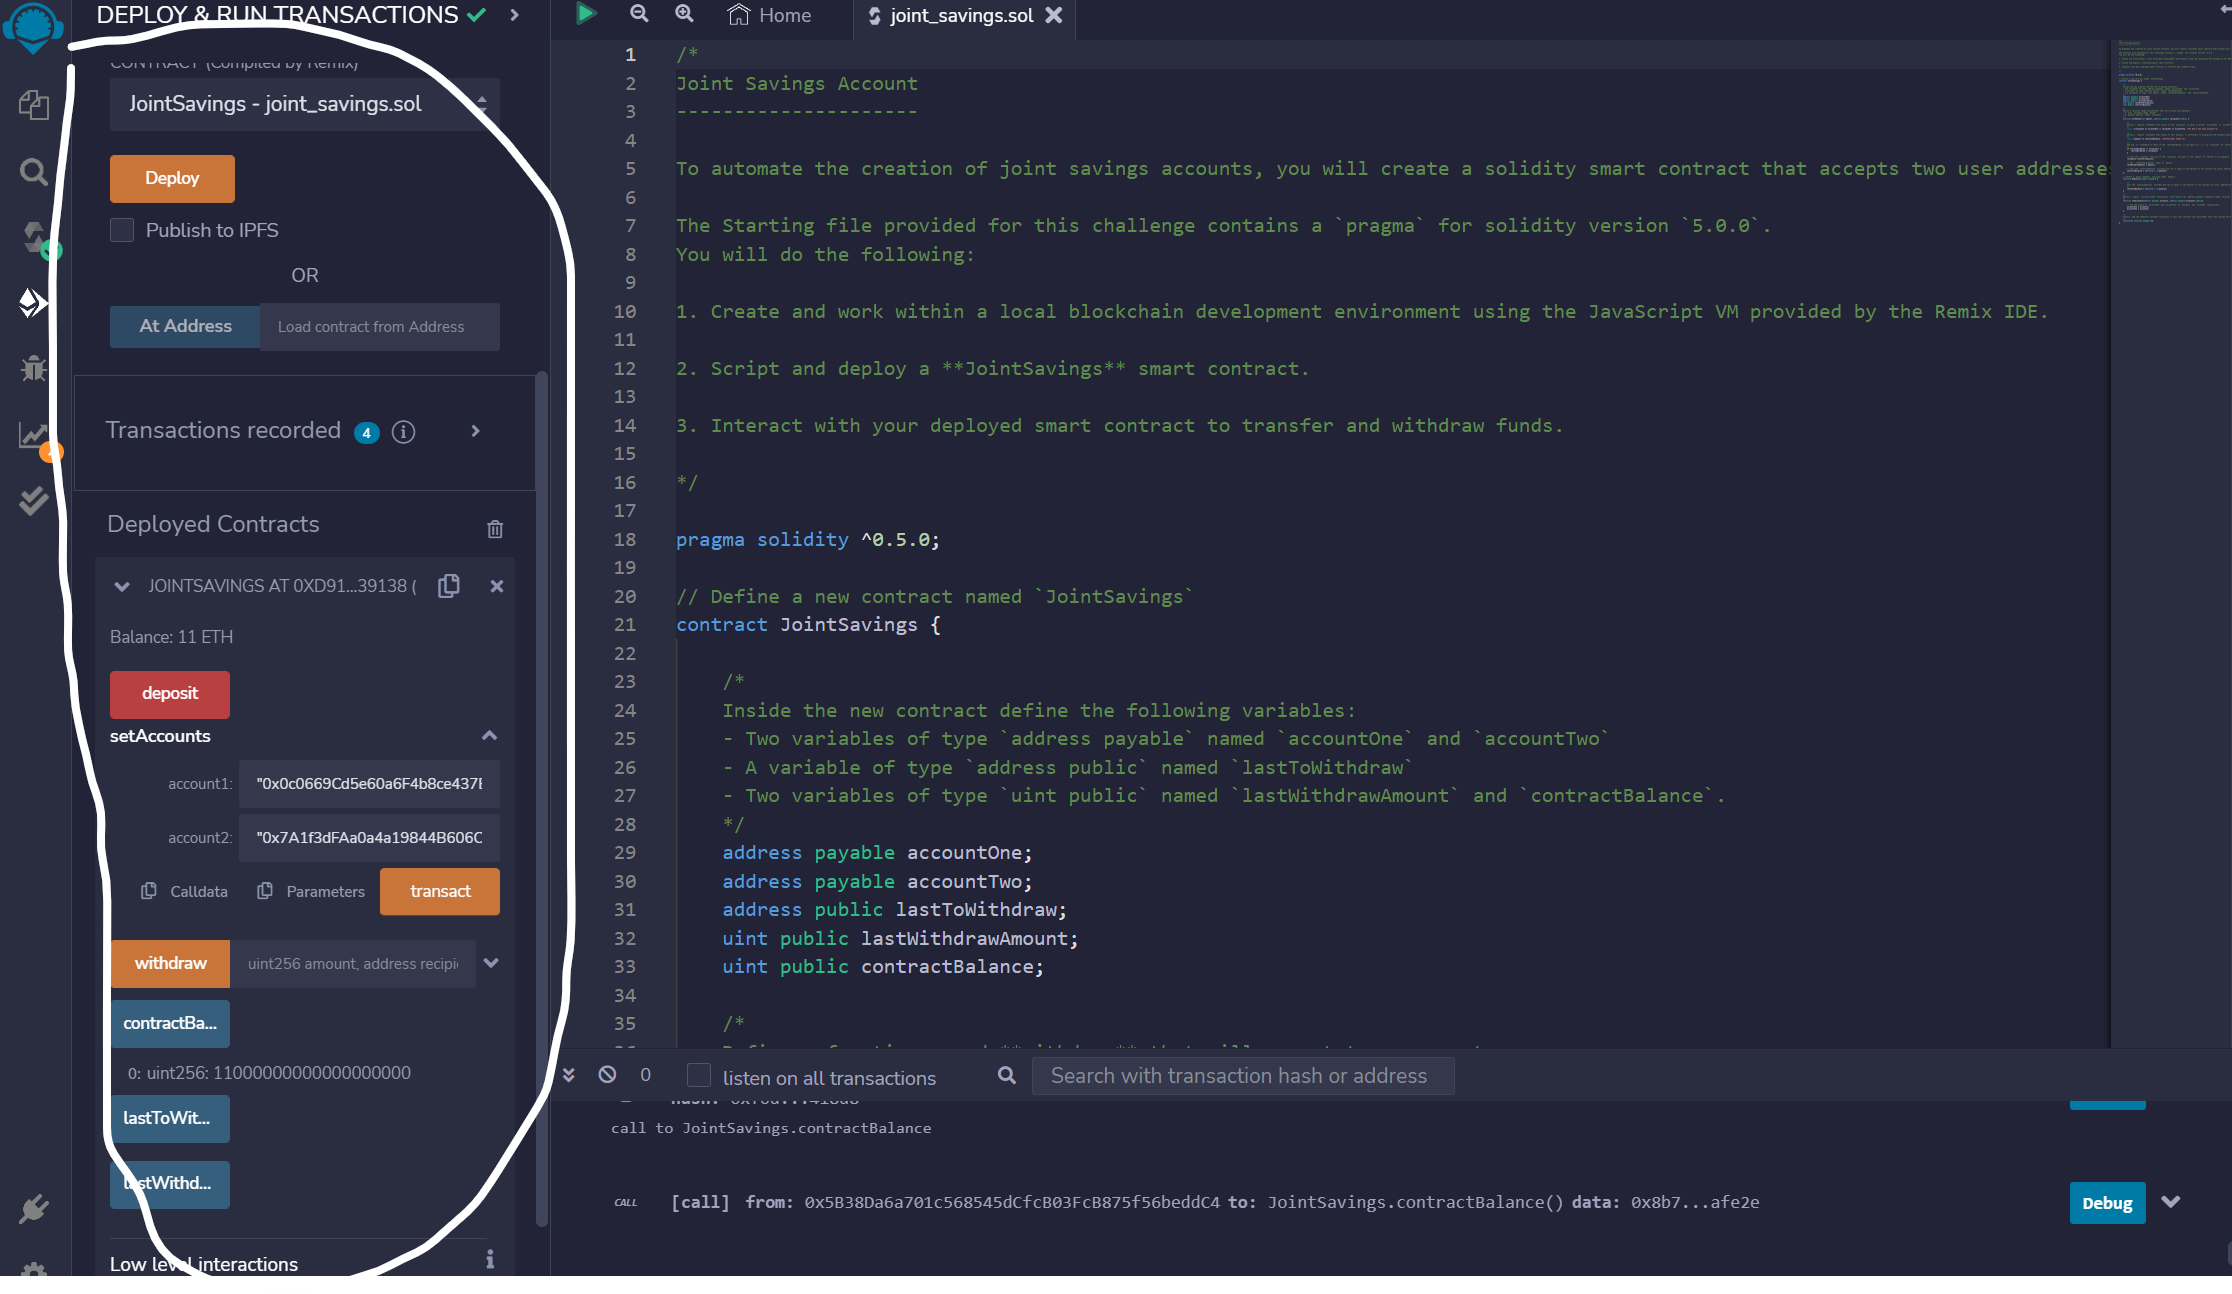 DEPLOY & RUN TRANSACTIONS
CONTRACT (Compiled by Remix)
JointSavings - joint_savings.sol
Deploy
Publish to IPFS
OR
At Address
Load contract from Address
Transactions recorded 4 i
Deployed Contracts
JOINTSAVINGS AT 0XD91...39138 (
Balance: 11 ETH
deposit
setAccounts
account1: "0x0c0669Cd5e60a6F4b8ce437E
account2: "0x7A1f3dFAa0a4a19844B606C
Calldata Parameters transact
withdraw uint256 amount, address recipi
contractBa...
0: uint256: 11000000000000000000
lastToWit...
lastWithd...
Low level interactions i
Home joint_savings.sol
1 /*
2 Joint Savings Account
3 ---------------------
4
5 To automate the creation of joint savings accounts, you will create a solidity smart contract that accepts two user addresses
6
7 The Starting file provided for this challenge contains a `pragma` for solidity version `5.0.0`.
8 You will do the following:
9
10 1. Create and work within a local blockchain development environment using the JavaScript VM provided by the Remix IDE.
11
12 2. Script and deploy a **JointSavings** smart contract.
13
14 3. Interact with your deployed smart contract to transfer and withdraw funds.
15
16 */
17
18 pragma solidity ^0.5.0;
19
20 // Define a new contract named `JointSavings`
21 contract JointSavings {
22
23 /*
24 Inside the new contract define the following variables:
25 - Two variables of type `address payable` named `accountOne` and `accountTwo`
26 - A variable of type `address public` named `lastToWithdraw`
27 - Two variables of type `uint public` named `lastWithdrawAmount` and `contractBalance`.
28 */
29 address payable accountOne;
30 address payable accountTwo;
31 address public lastToWithdraw;
32 uint public lastWithdrawAmount;
33 uint public contractBalance;
34
35 /*
0 listen on all transactions Search with transaction hash or address
call to JointSavings.contractBalance
CALL [call] from: 0x5B38Da6a701c568545dCfcB03FcB875f56beddC4 to: JointSavings.contractBalance() data: 0x8b7...afe2e
Debug